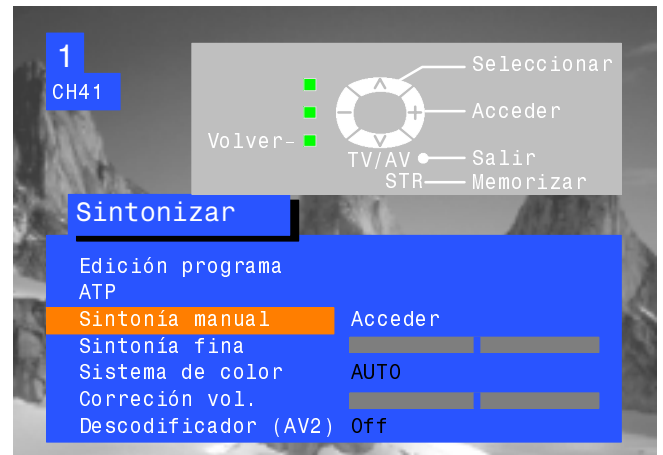 1
CH41
Seleccionar
Acceder
Volver-
TV/AV Salir
STR Memorizar
Sintonizar
Edición programa
ATP
Sintonía manual Acceder
Sintonía fina
Sistema de color AUTO
Correción vol.
Descodificador (AV2) Off